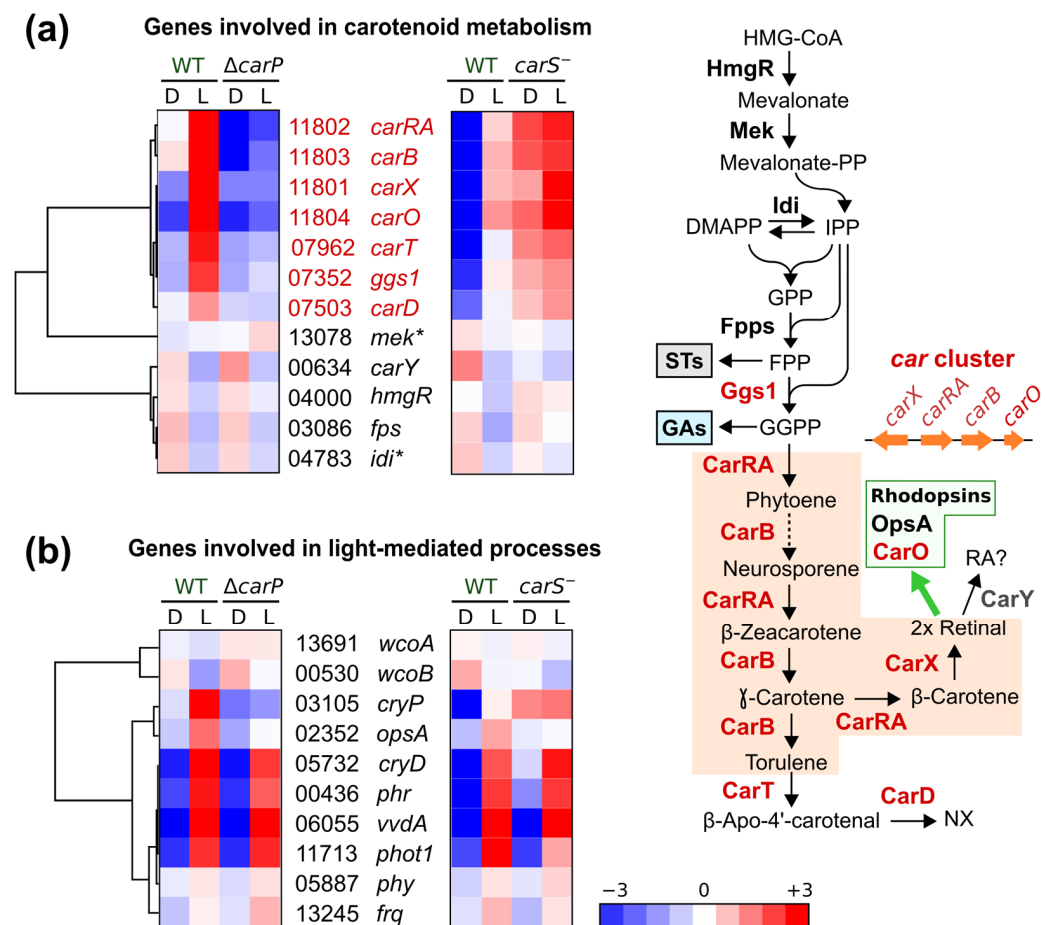 (a) Genes involved in carotenoid metabolism
WT ΔcarP WT carS⁻
D L D L D L D L
11802 carRA
11803 carB
11801 carX
11804 carO
07962 carT
07352 ggs1
07503 carD
13078 mek*
00634 carY
04000 hmgR
03086 fps
04783 idi*
(b) Genes involved in light-mediated processes
WT ΔcarP WT carS⁻
D L D L D L D L
13691 wcoA
00530 wcoB
03105 cryP
02352 opsA
05732 cryD
00436 phr
06055 vvdA
11713 phot1
05887 phy
13245 frq
−3 0 +3
HMG-CoA
HmgR
Mevalonate
Mek
Mevalonate-PP
Idi
DMAPP IPP
GPP
Fpps
STs FPP
Ggs1
GAs GGPP
CarRA
Phytoene
CarB
Neurosporene
CarRA
β-Zeacarotene
CarB
ɣ-Carotene β-Carotene
CarRA
CarB
Torulene
CarT
CarD
β-Apo-4'-carotenal NX
car cluster
carX carRA carB carO
Rhodopsins
OpsA
CarO
RA?
CarY
2x Retinal
CarX